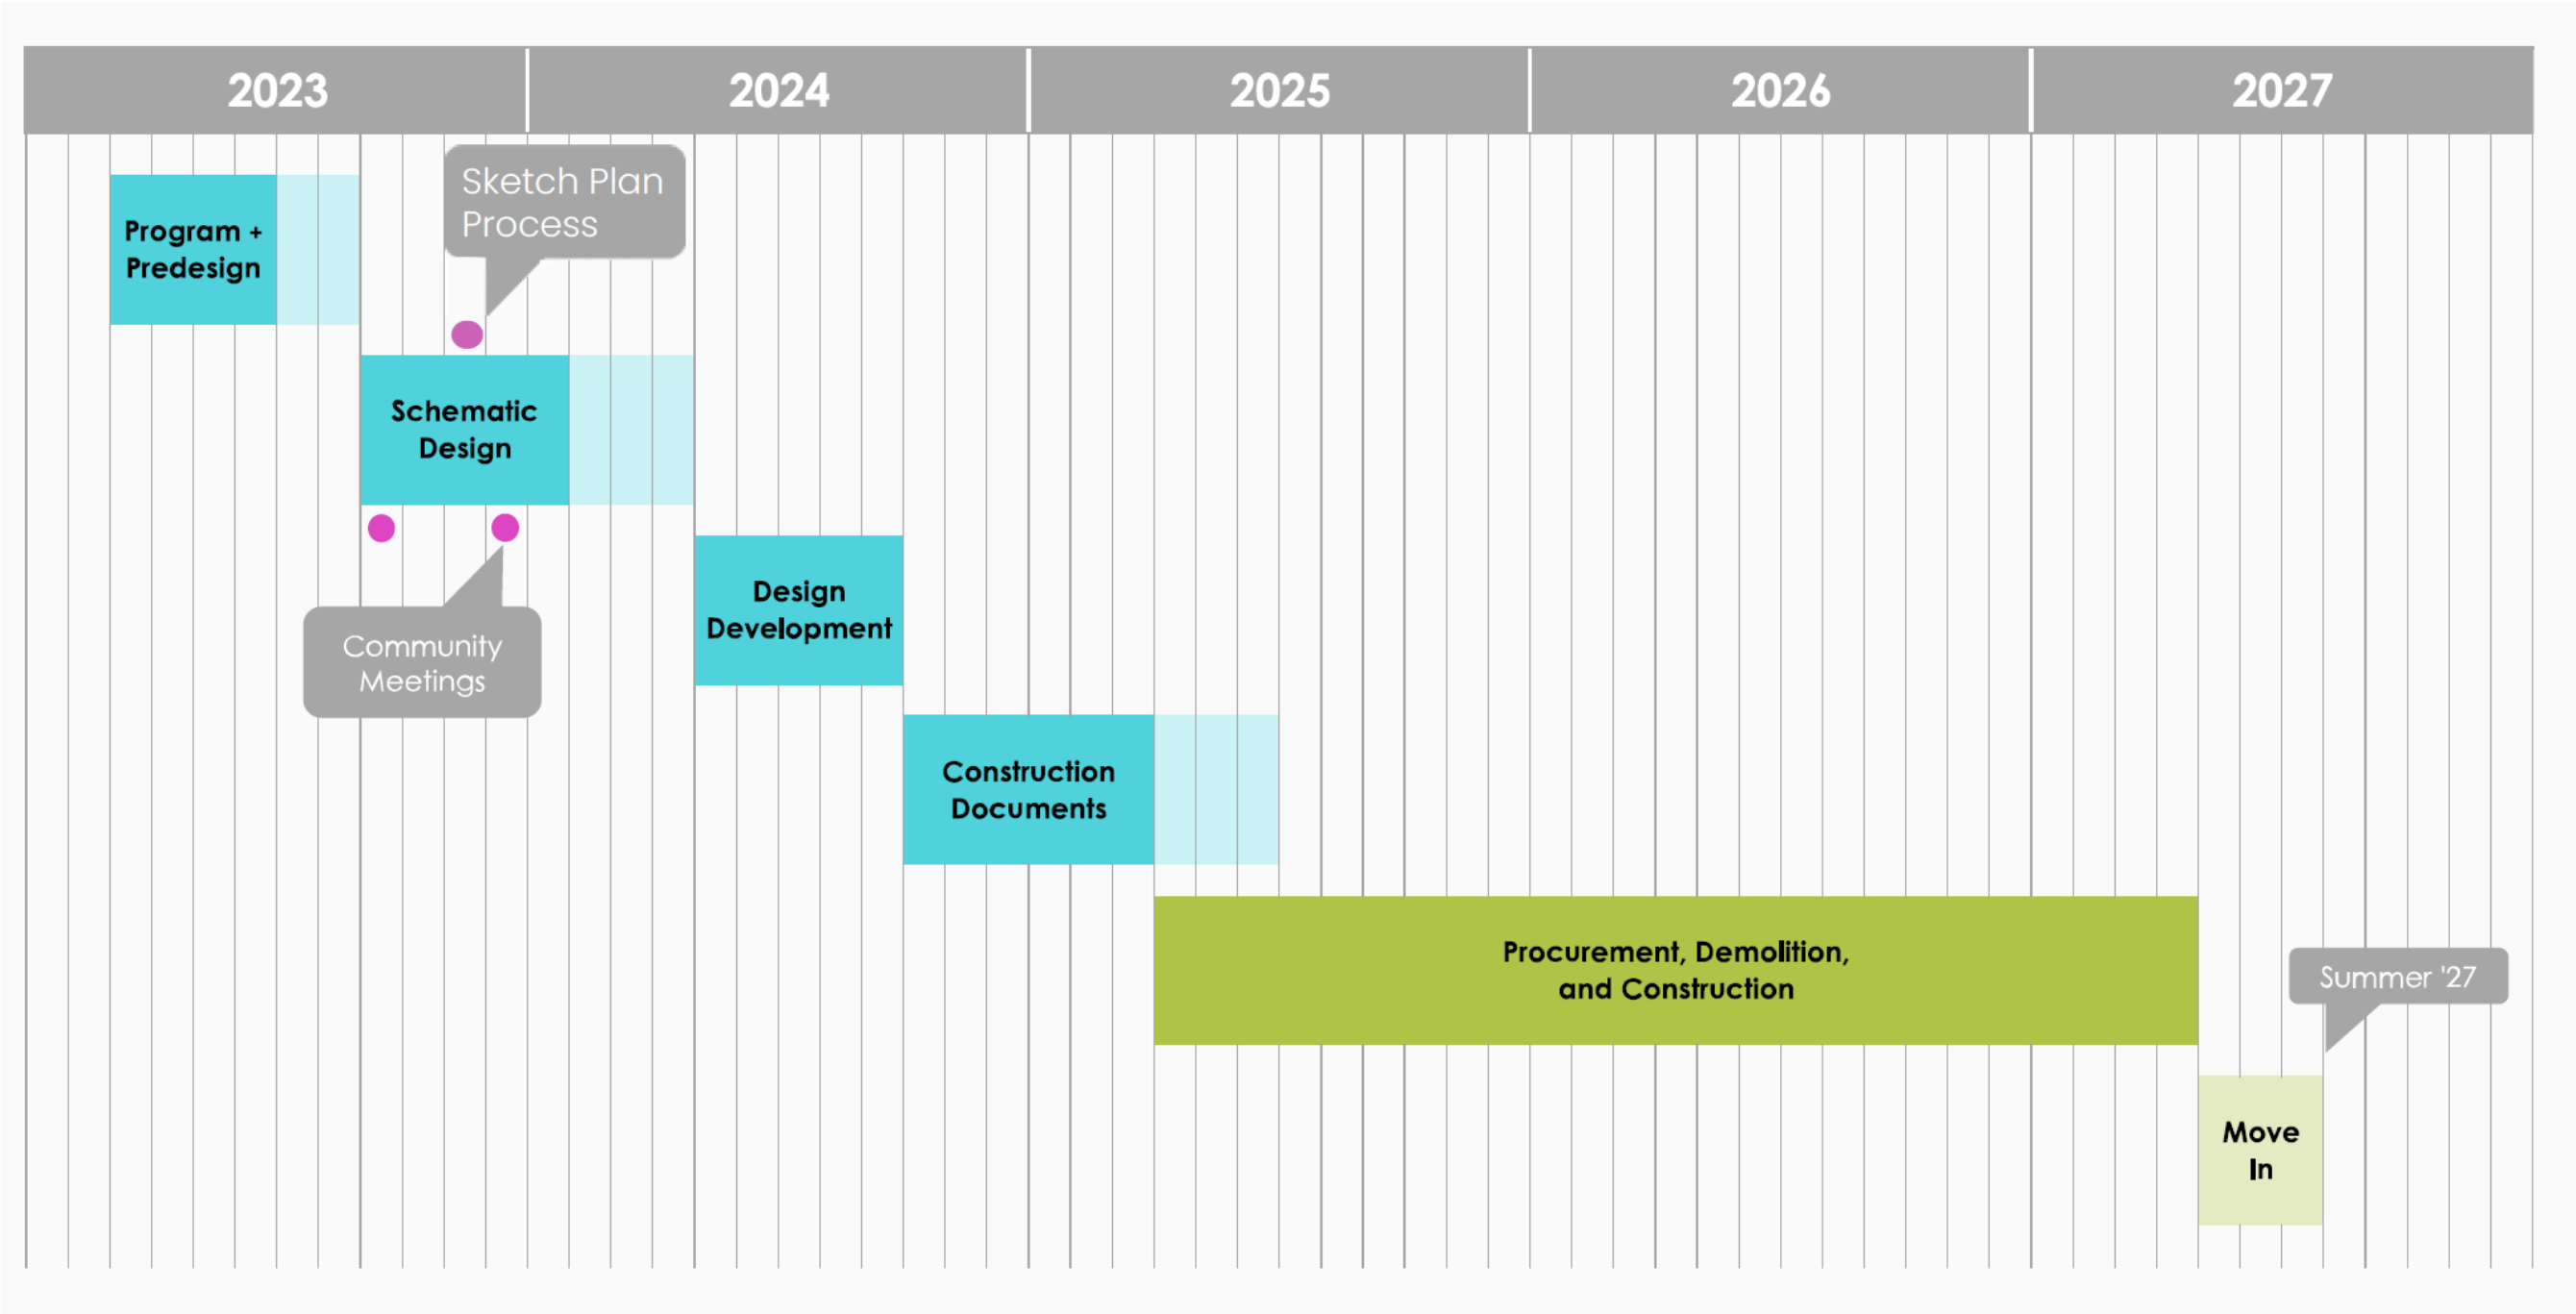 2023
2024
2025
2026
2027
Sketch Plan
Process
Program +
Predesign
Schematic
Design
Community
Meetings
Design
Development
Construction
Documents
Procurement, Demolition,
and Construction
Summer '27
Move
In